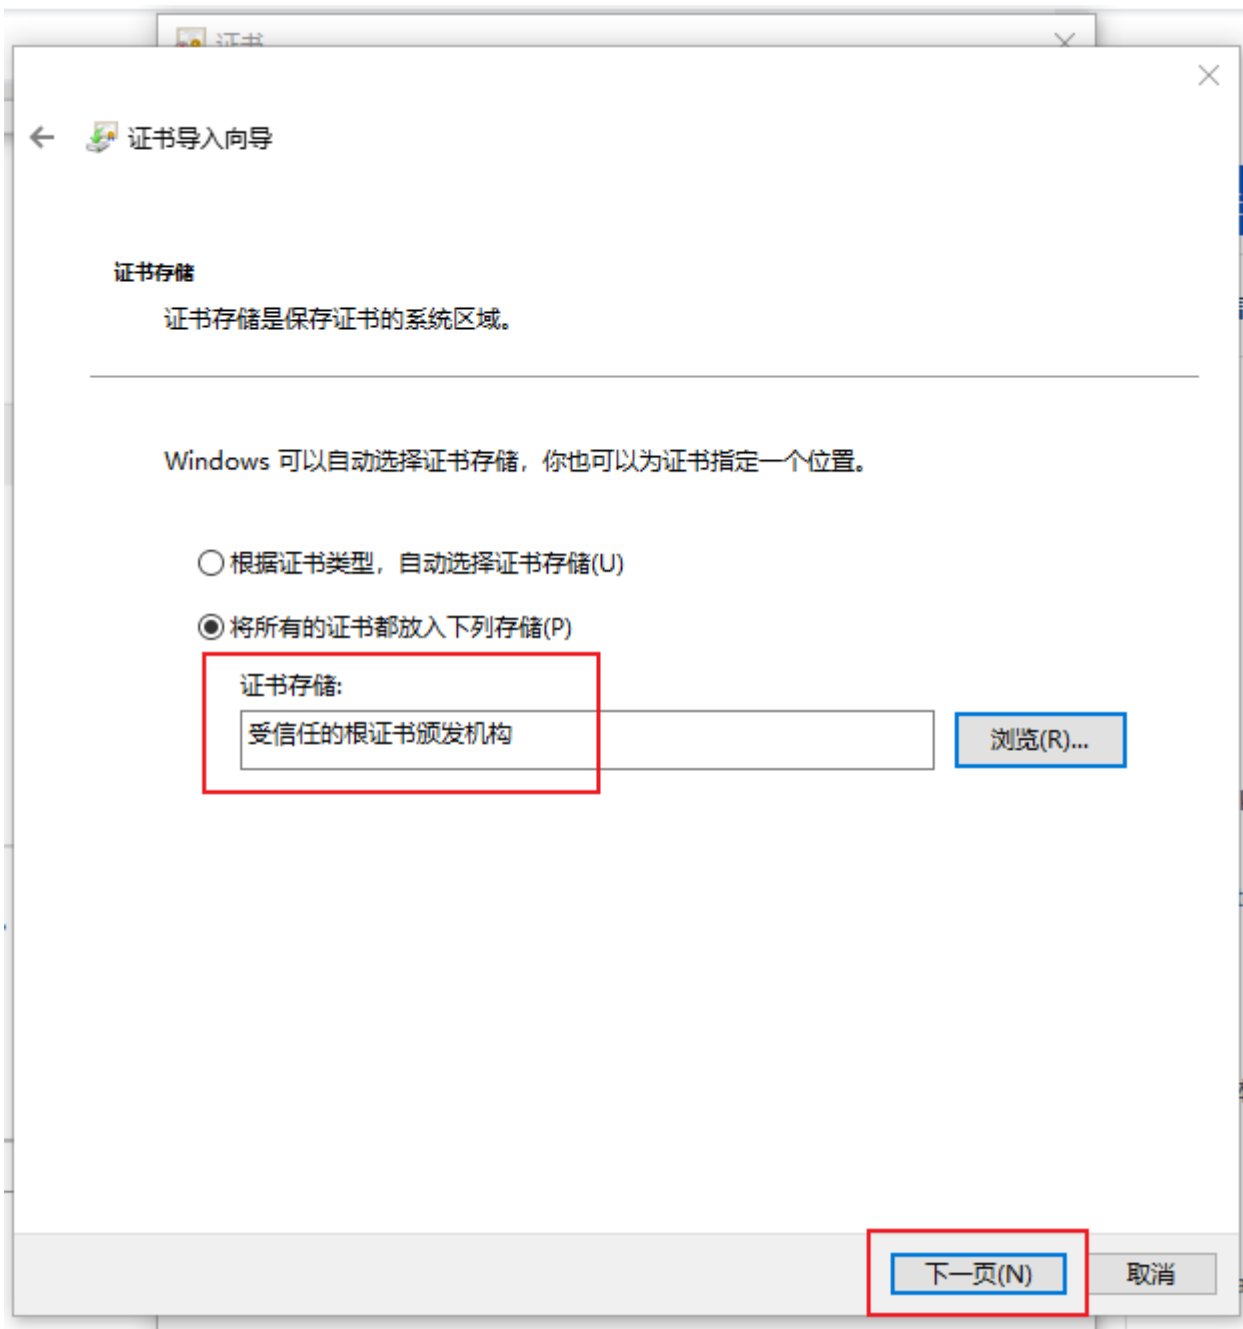 证书
证书导入向导
证书存储
证书存储是保存证书的系统区域。
Windows 可以自动选择证书存储，你也可以为证书指定一个位置。
根据证书类型，自动选择证书存储(U)
将所有的证书都放入下列存储(P)
证书存储:
受信任的根证书颁发机构
浏览(R)...
下一页(N)
取消